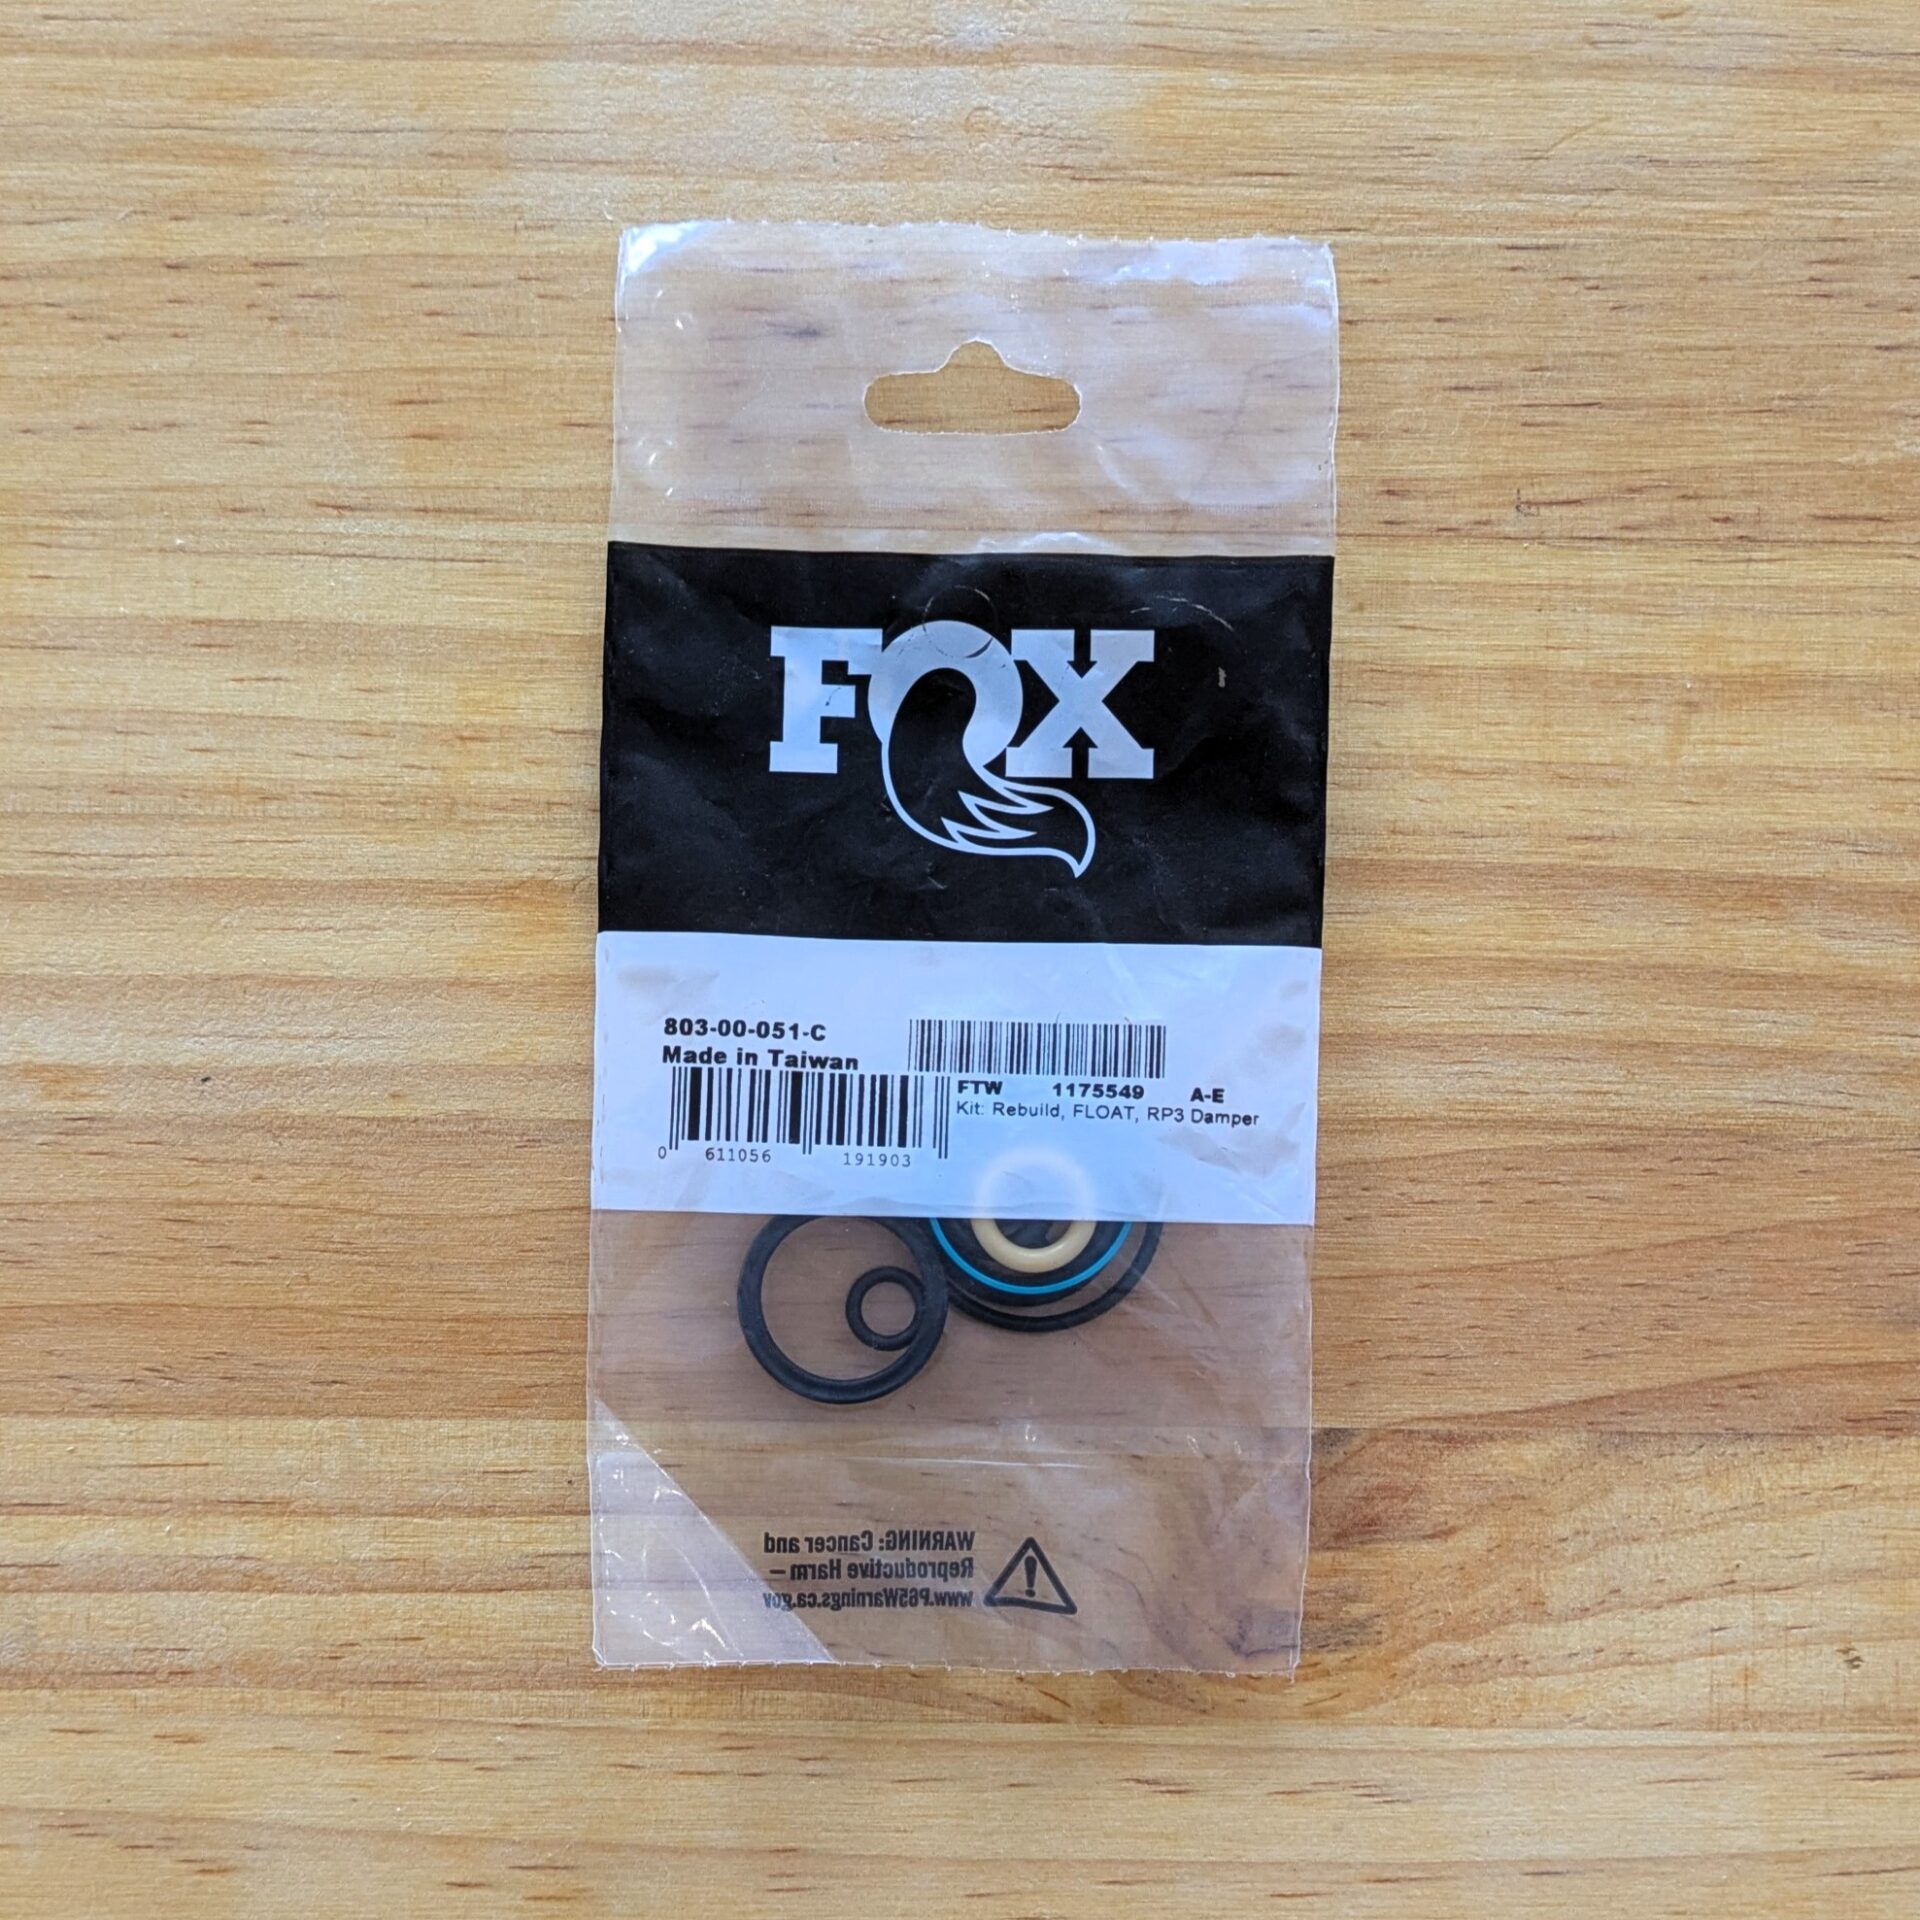 FOX
803-00-051-C
Made in Taiwan
FTW 1175549 A-E
Kit: Rebuild, FLOAT, RP3 Damper
0 611056 191903
WARNING: Cancer and
Reproductive Harm –
www.P65Warnings.ca.gov